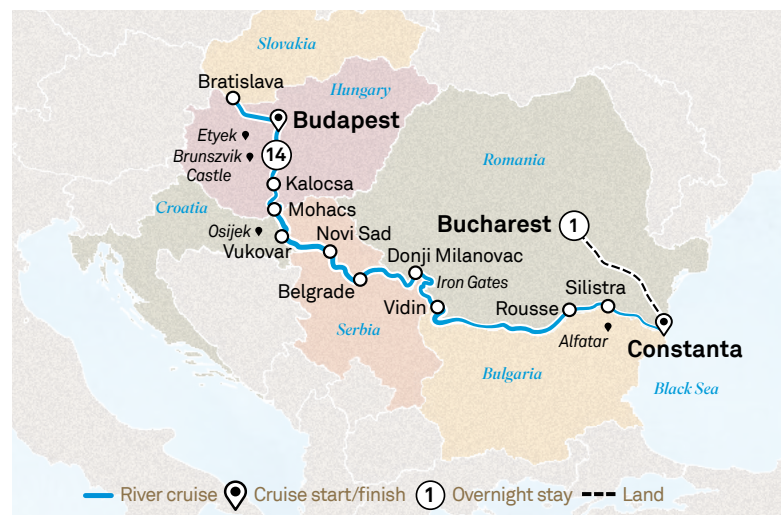 Slovakia
Bratislava
Hungary
Budapest
Etyek
Brunszvik
Castle
14
Kalocsa
Romania
Croatia
Mohacs
Bucharest
1
Osijek
Novi Sad
Vukovar
Donji Milanovac
Iron Gates
Silistra
Belgrade
Vidin
Rousse
Serbia
Alfatar
Constanta
Bulgaria
Black Sea
River cruise
Cruise start/finish
1
Overnight stay
Land